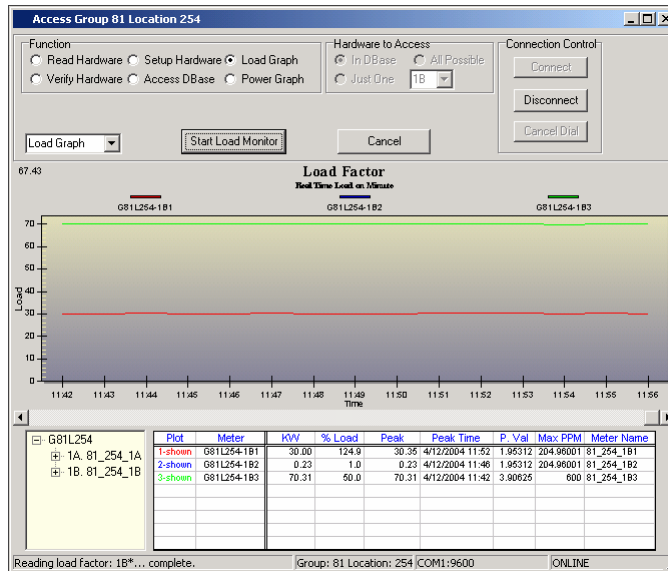 Access Group 81 Location 254
Function
Read Hardware Setup Hardware Load Graph
Verify Hardware Access DBase Power Graph
Hardware to Access
In DBase All Possible
Just One 1B
Connection Control
Connect
Disconnect
Cancel Dial
Load Graph Start Load Monitor Cancel
67.43
Load Factor
Real Time Load on Minute
G81L254-1B1 G81L254-1B2 G81L254-1B3
70
60
50
40
30
20
10
0
Load
11:42 11:43 11:44 11:45 11:46 11:47 11:48 11:49 11:50 11:51 11:52 11:53 11:54 11:55 11:56
Time
G81L254
1A. 81_254_1A
1B. 81_254_1B
Plot Meter KW % Load Peak Peak Time P. Val Max PPM Meter Name
1-shown G81L254-1B1 30.00 124.9 30.35 4/12/2004 11:52 1.95312 204.96001 81_254_1B1
2-shown G81L254-1B2 0.23 1.0 0.23 4/12/2004 11:46 1.95312 204.96001 81_254_1B2
3-shown G81L254-1B3 70.31 50.0 70.31 4/12/2004 11:42 3.90625 600 81_254_1B3
Reading load factor: 1B*... complete. Group: 81 Location: 254 COM1:9600 ONLINE